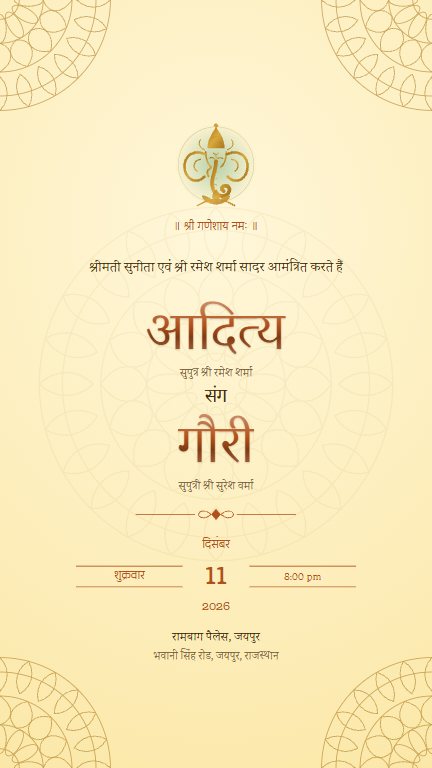 ॥ श्री गणेशाय नमः ॥
श्रीमती सुनीता एवं श्री रमेश शर्मा सादर आमंत्रित करते हैं
आदित्य
सुपुत्र श्री रमेश शर्मा
संग
गौरी
सुपुत्री श्री सुरेश वर्मा
दिसंबर
शुक्रवार 11 8:00 pm
2026
रामबाग पैलेस, जयपुर
भवानी सिंह रोड, जयपुर, राजस्थान